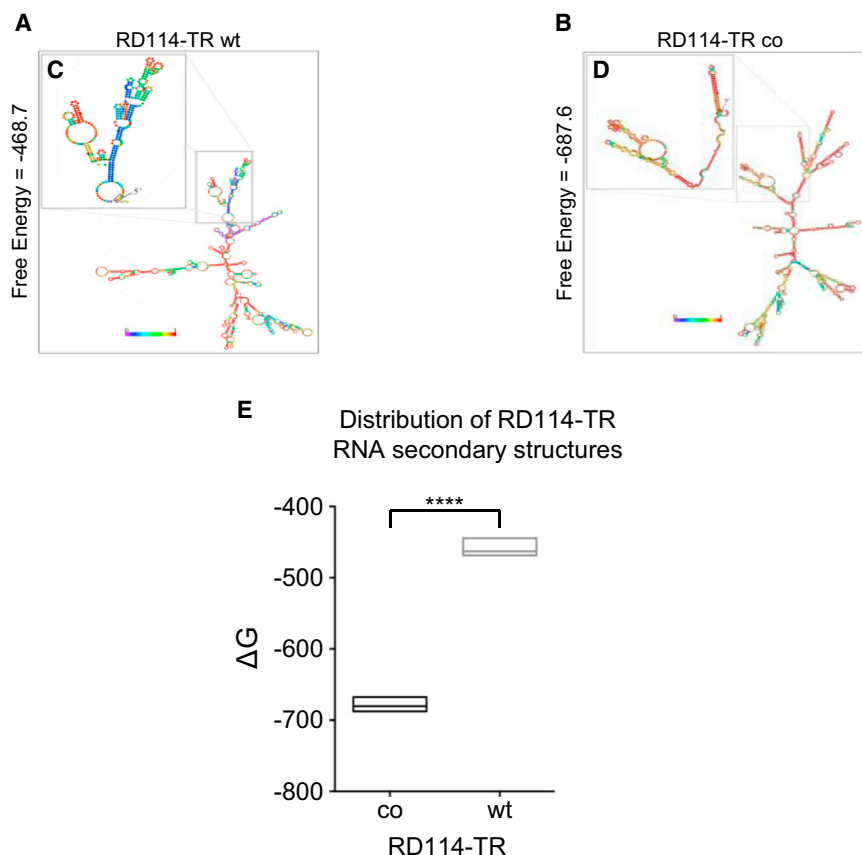 A
RD114-TR wt
B
RD114-TR co
C
D
5'
Free Energy = -468.7
Free Energy = -687.6
E
Distribution of RD114-TR
RNA secondary structures
****
-400
-500
-600
-700
-800
ΔG
co
wt
RD114-TR